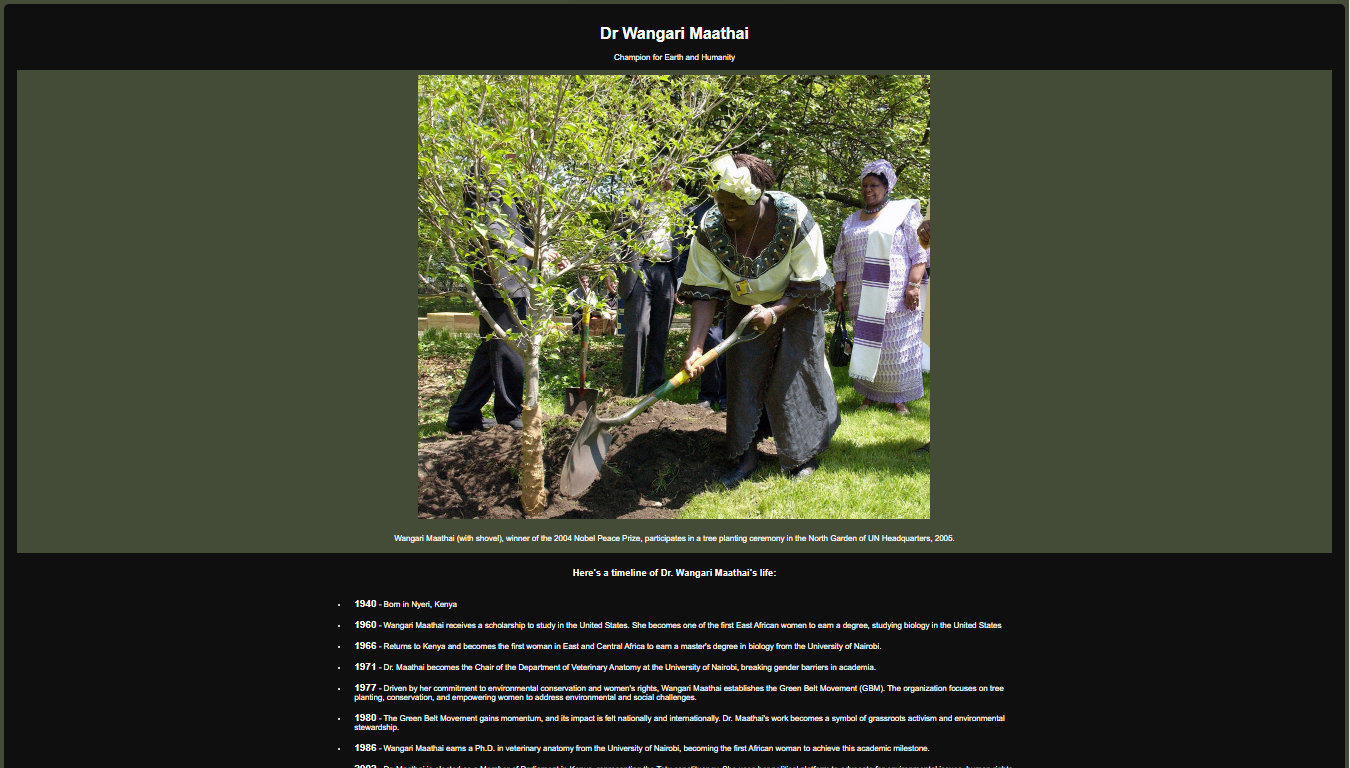 Dr Wangari Maathai
Champion for Earth and Humanity
Wangari Maathai (with shovel), winner of the 2004 Nobel Peace Prize, participates in a tree planting ceremony in the North Garden of UN Headquarters, 2005.
Here's a timeline of Dr. Wangari Maathai's life:
1940 - Born in Nyeri, Kenya
1960 - Wangari Maathai receives a scholarship to study in the United States. She becomes one of the first East African women to earn a degree, studying biology in the United States
1966 - Returns to Kenya and becomes the first woman in East and Central Africa to earn a master's degree in biology from the University of Nairobi.
1971 - Dr. Maathai becomes the Chair of the Department of Veterinary Anatomy at the University of Nairobi, breaking gender barriers in academia.
1977 - Driven by her commitment to environmental conservation and women's rights, Wangari Maathai establishes the Green Belt Movement (GBM). The organization focuses on tree
planting, conservation, and empowering women to address environmental and social challenges.
1980 - The Green Belt Movement gains momentum, and its impact is felt nationally and internationally. Dr. Maathai's work becomes a symbol of grassroots activism and environmental
stewardship.
1986 - Wangari Maathai earns a Ph.D. in veterinary anatomy from the University of Nairobi, becoming the first African woman to achieve this academic milestone.